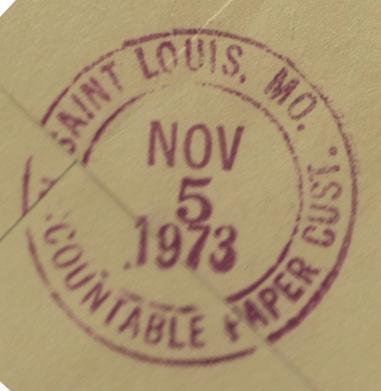 SAINT LOUIS, MO.
NOV
5
1973
COUNTABLE PAPER CUST.